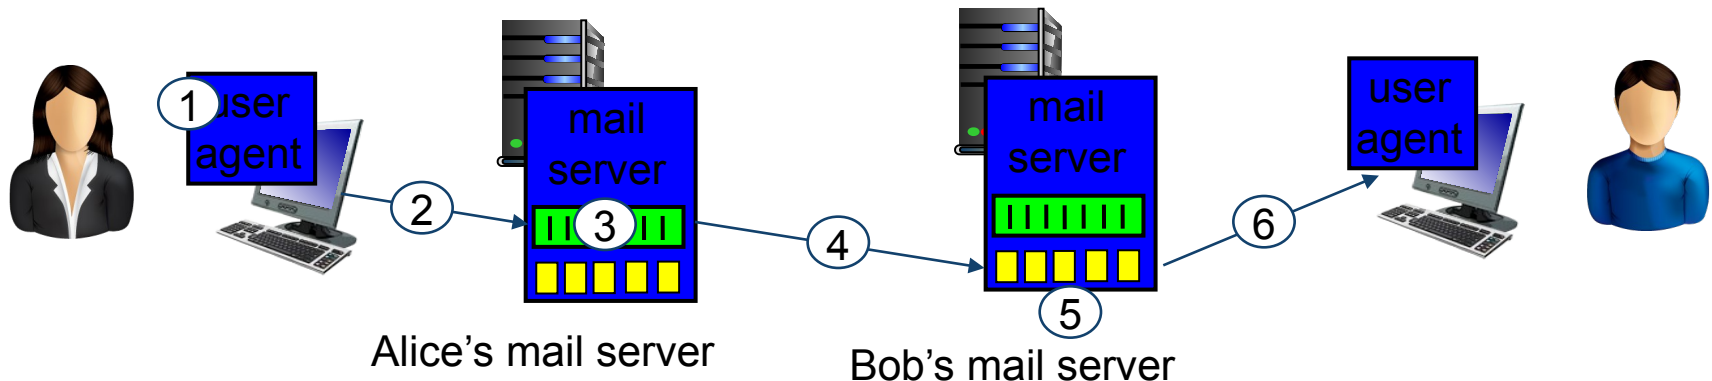 1
user
agent
2
mail
server
3
Alice's mail server
4
mail
server
5
Bob's mail server
6
user
agent